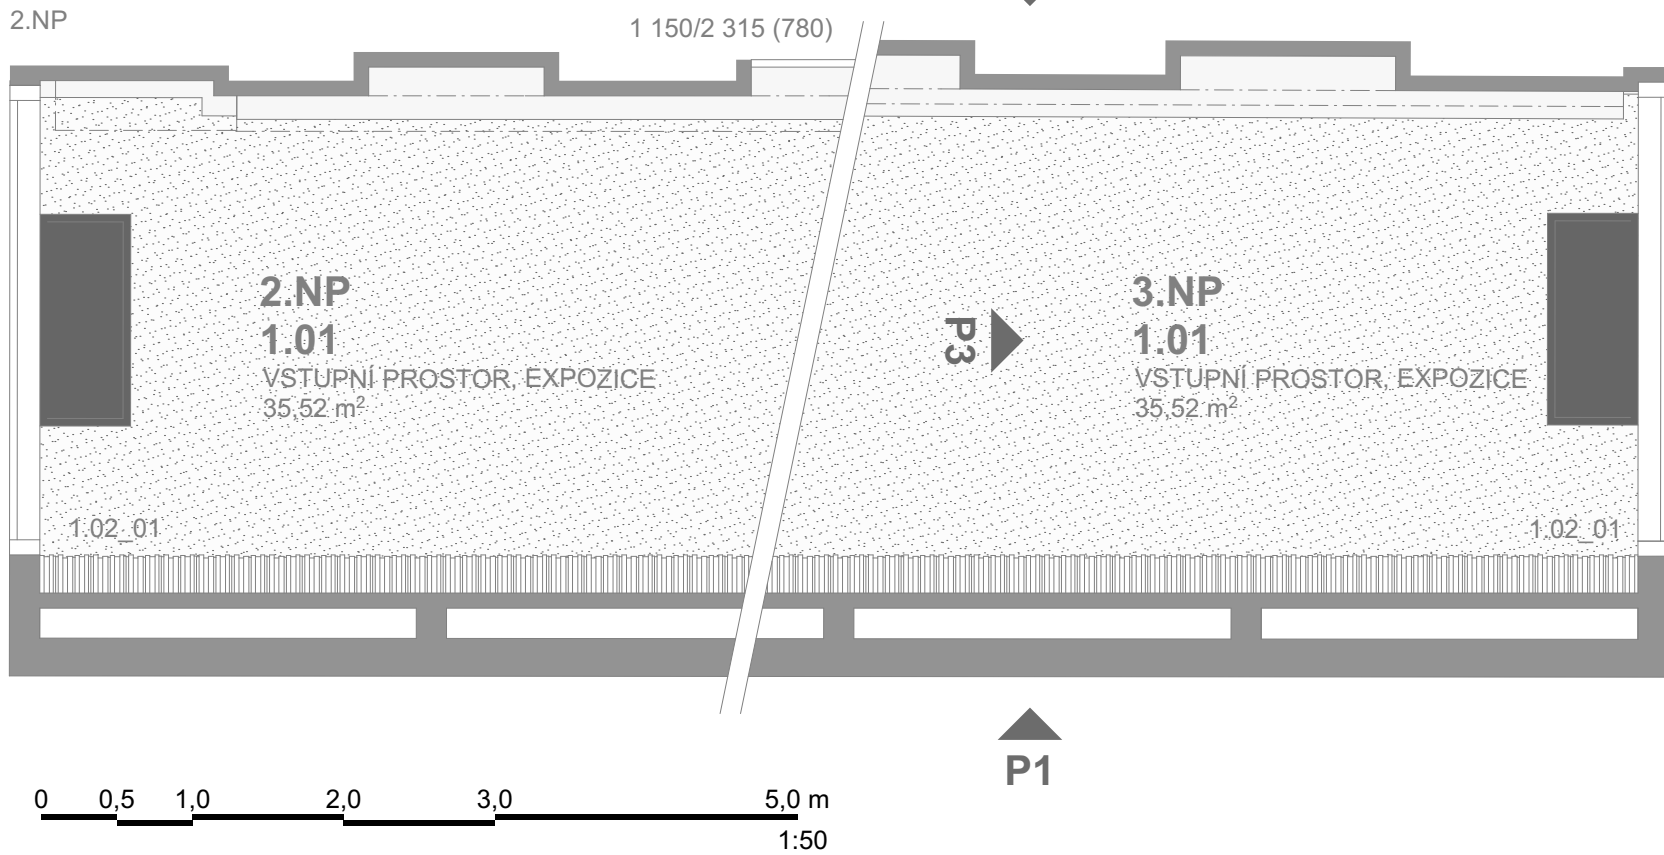 2.NP
1 150/2 315 (780)
2.NP
1.01
VSTUPNÍ PROSTOR, EXPOZICE
35,52 m²
P3
3.NP
1.01
VSTUPNÍ PROSTOR, EXPOZICE
35,52 m²
1.02_01
1.02_01
P1
0 0,5 1,0 2,0 3,0 5,0 m
1:50